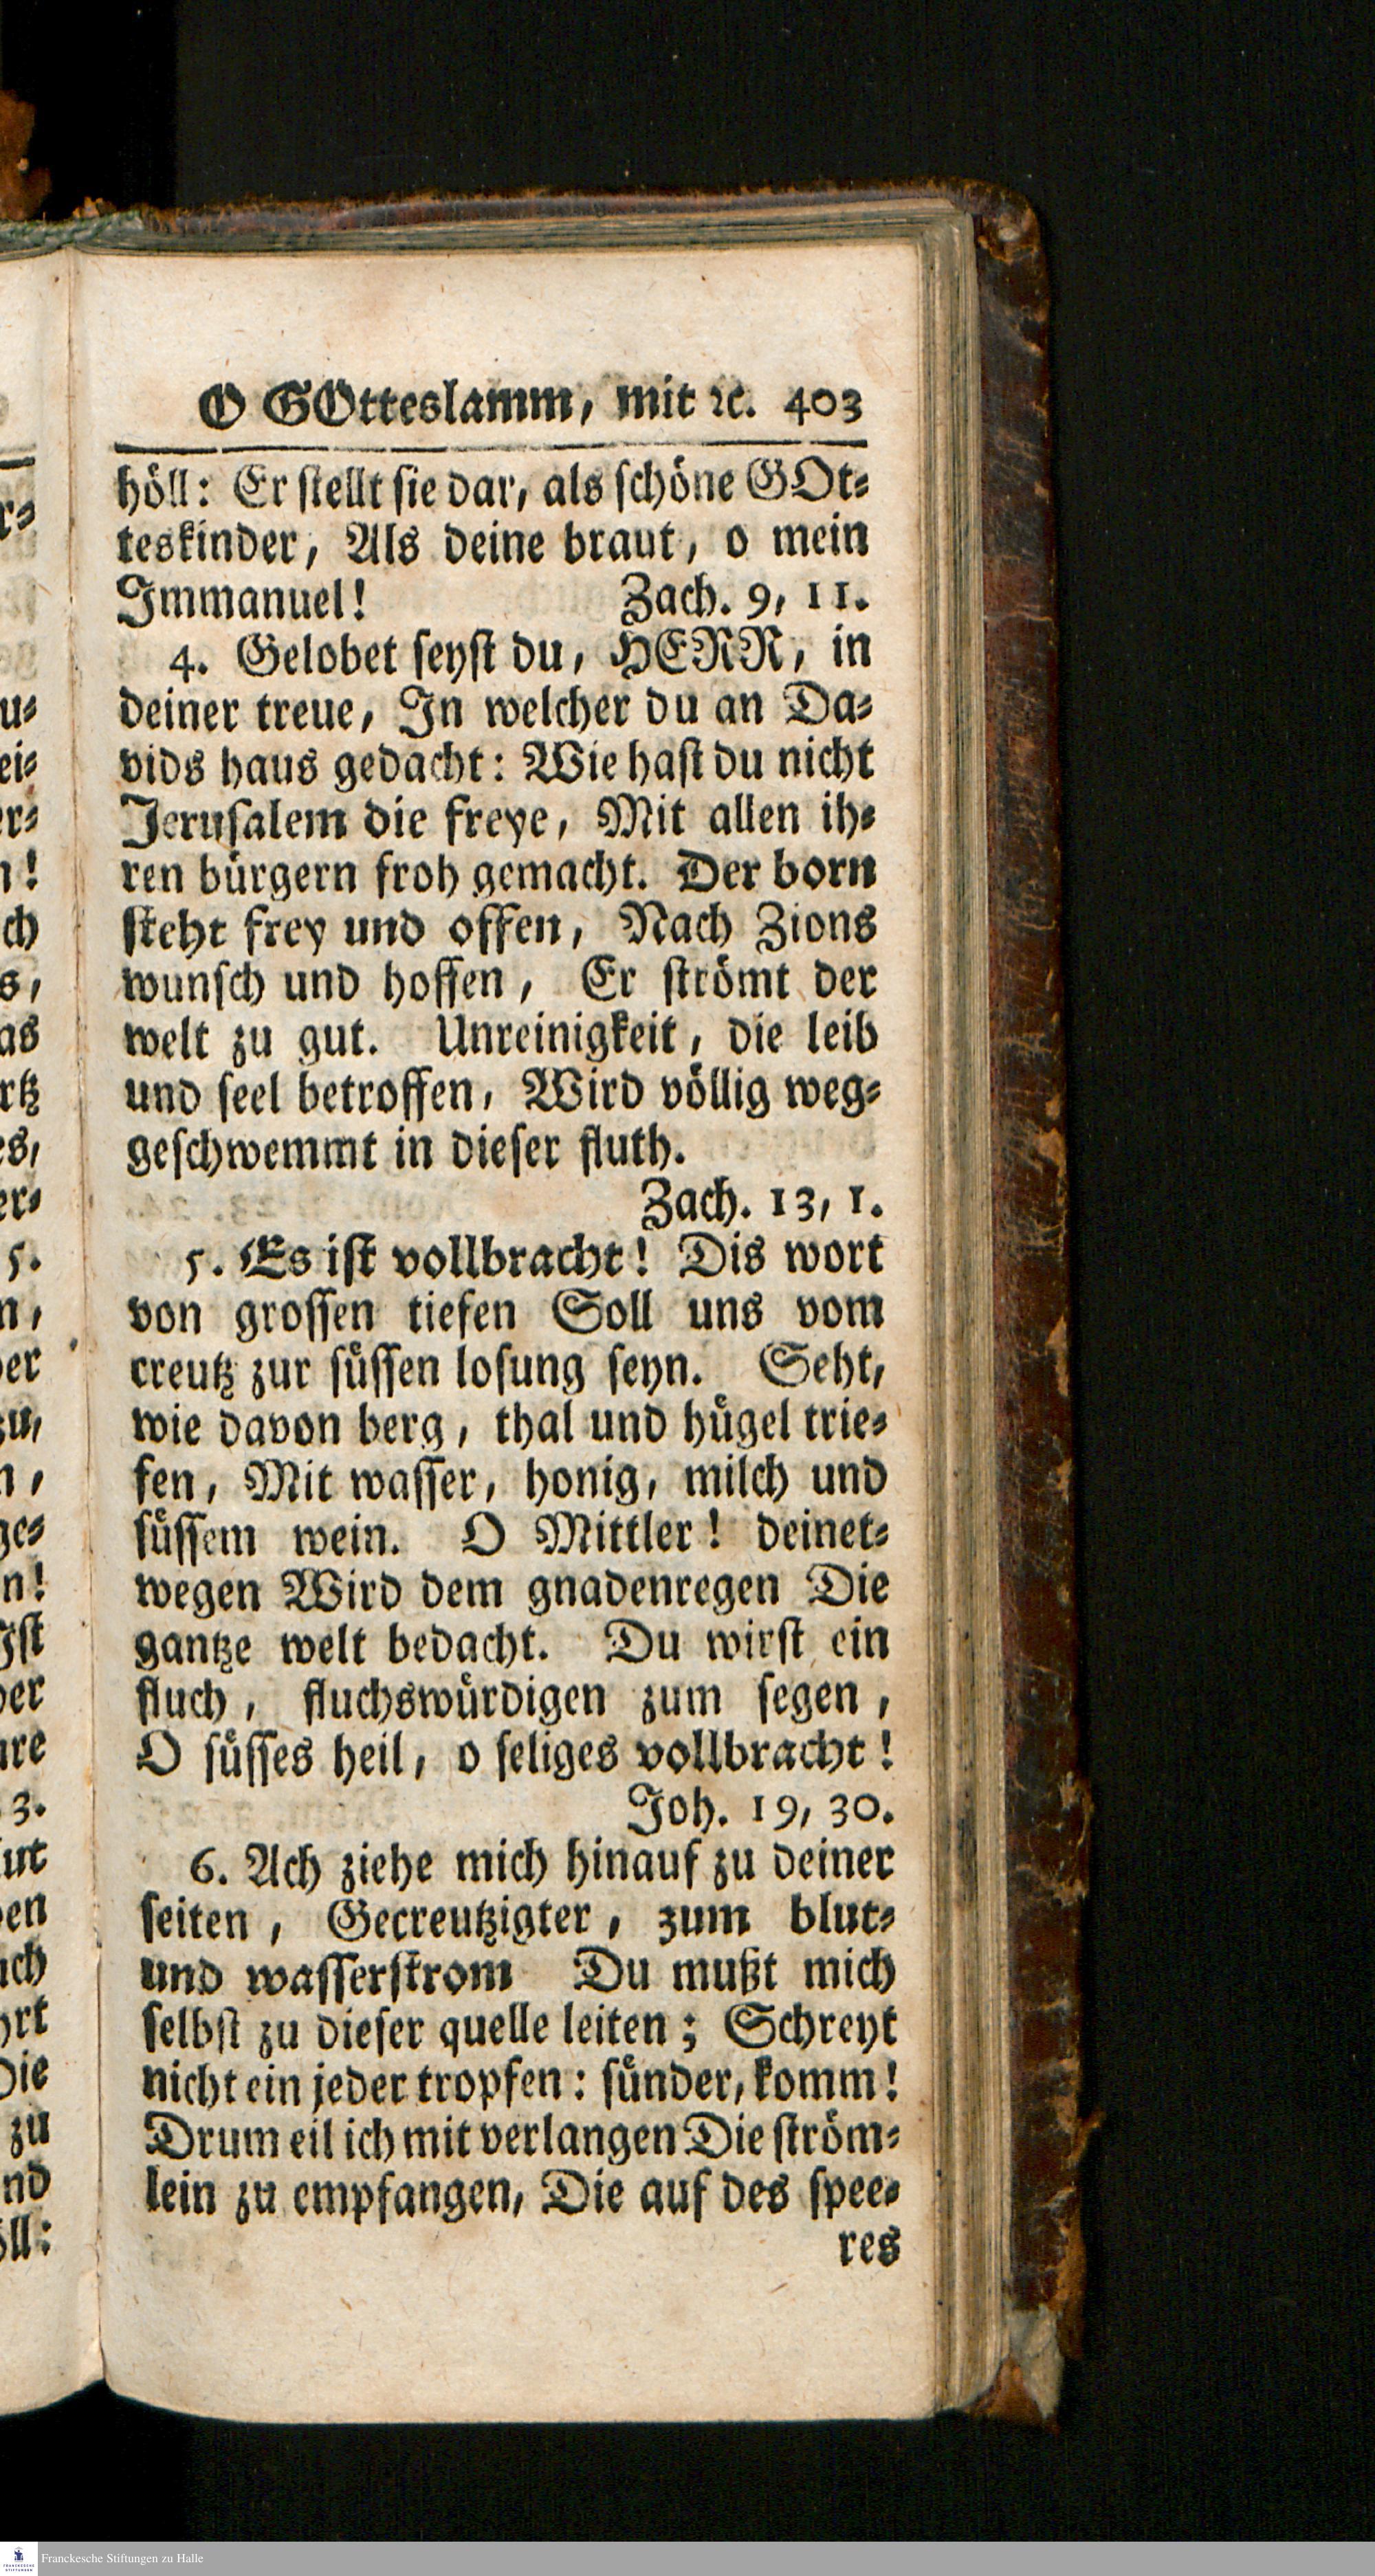 O GOtteslamm, mit ꝛc. 403
höll: Er ſtellt ſie dar, als ſchöne GOt⸗
teskinder, Als deine braut, o mein
Immanuel! Zach. 9, 11.
4. Gelobet ſeyſt du, HERR, in
deiner treue, In welcher du an Da⸗
vids haus gedacht: Wie haſt du nicht
Jeruſalem die freye, Mit allen ih⸗
ren bürgern froh gemacht. Der born
ſteht frey und offen, Nach Zions
wunſch und hoffen, Er ſtrömt der
welt zu gut. Unreinigkeit, die leib
und ſeel betroffen, Wird völlig weg⸗
geſchwemmt in dieſer fluth.
Zach. 13, 1.
5. Es iſt vollbracht! Dis wort
von groſſen tiefen Soll uns vom
creutz zur ſüſſen loſung ſeyn. Seht,
wie davon berg, thal und hügel trie⸗
fen, Mit waſſer, honig, milch und
ſüſſem wein. O Mittler! deinet⸗
wegen Wird dem gnadenregen Die
gantze welt bedacht. Du wirſt ein
fluch, fluchswürdigen zum ſegen,
O ſüſſes heil, o ſeliges vollbracht!
Joh. 19, 30.
6. Ach ziehe mich hinauf zu deiner
ſeiten, Gecreutzigter, zum blut⸗
und waſſerſtrom Du mußt mich
ſelbſt zu dieſer quelle leiten; Schreyt
nicht ein jeder tropfen: ſünder, komm!
Drum eil ich mit verlangen Die ſtröm⸗
lein zu empfangen, Die auf des ſpee⸗
res
Franckesche Stiftungen zu Halle